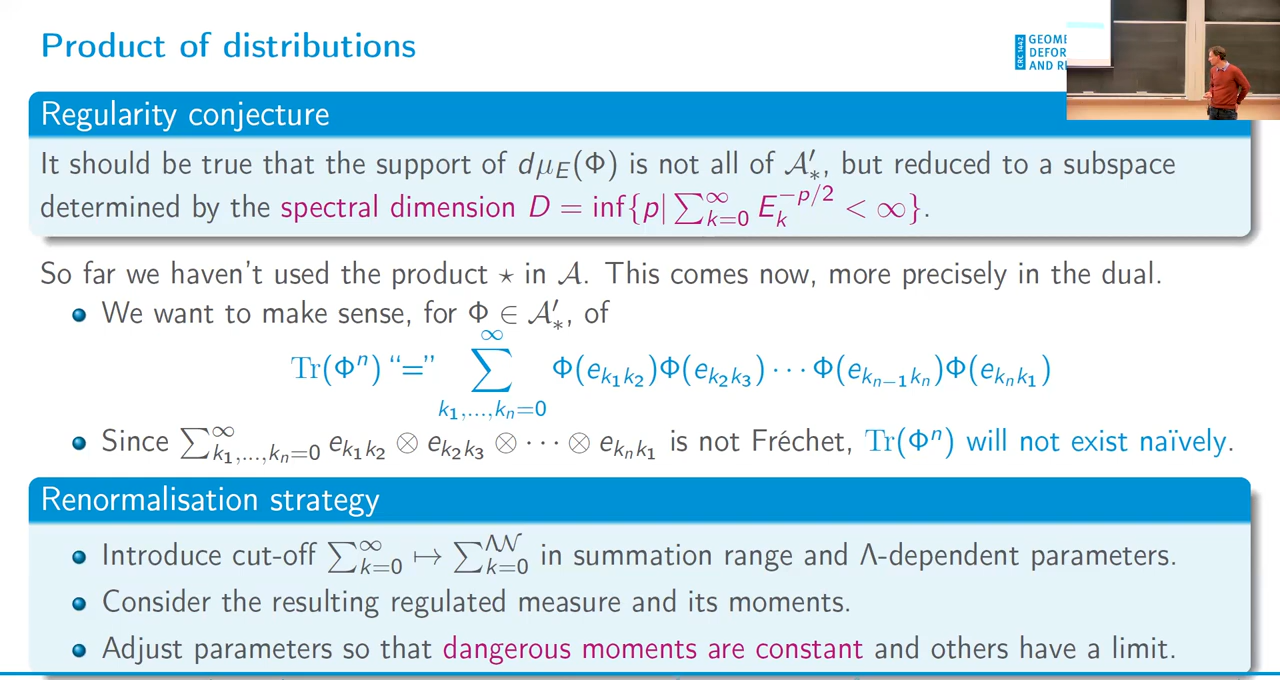 Product of distributions
CRC 1442
GEOME
DEFOR
AND R
Regularity conjecture
It should be true that the support of dμ_E(Φ) is not all of 𝒜′_*, but reduced to a subspace
determined by the spectral dimension D = inf{p| ∑_{k=0}^∞ E_k^{−p/2} < ∞}.
So far we haven't used the product ⋆ in 𝒜. This comes now, more precisely in the dual.
We want to make sense, for Φ ∈ 𝒜′_*, of
Tr(Φ^n) “=” ∑_{k_1,...,k_n=0}^∞ Φ(e_{k_1k_2})Φ(e_{k_2k_3}) ⋯ Φ(e_{k_{n−1}k_n})Φ(e_{k_nk_1})
Since ∑_{k_1,...,k_n=0}^∞ e_{k_1k_2} ⊗ e_{k_2k_3} ⊗ ⋯ ⊗ e_{k_nk_1} is not Fréchet, Tr(Φ^n) will not exist naïvely.
Renormalisation strategy
Introduce cut-off ∑_{k=0}^∞ ↦ ∑_{k=0}^{Λ𝒩} in summation range and Λ-dependent parameters.
Consider the resulting regulated measure and its moments.
Adjust parameters so that dangerous moments are constant and others have a limit.